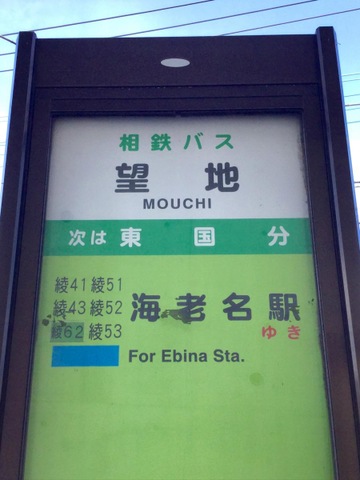 相鉄バス
望地
MOUCHI
次は 東国分
綾41 綾51
綾43 綾52 海老名駅
綾62 綾53 ゆき
For Ebina Sta.